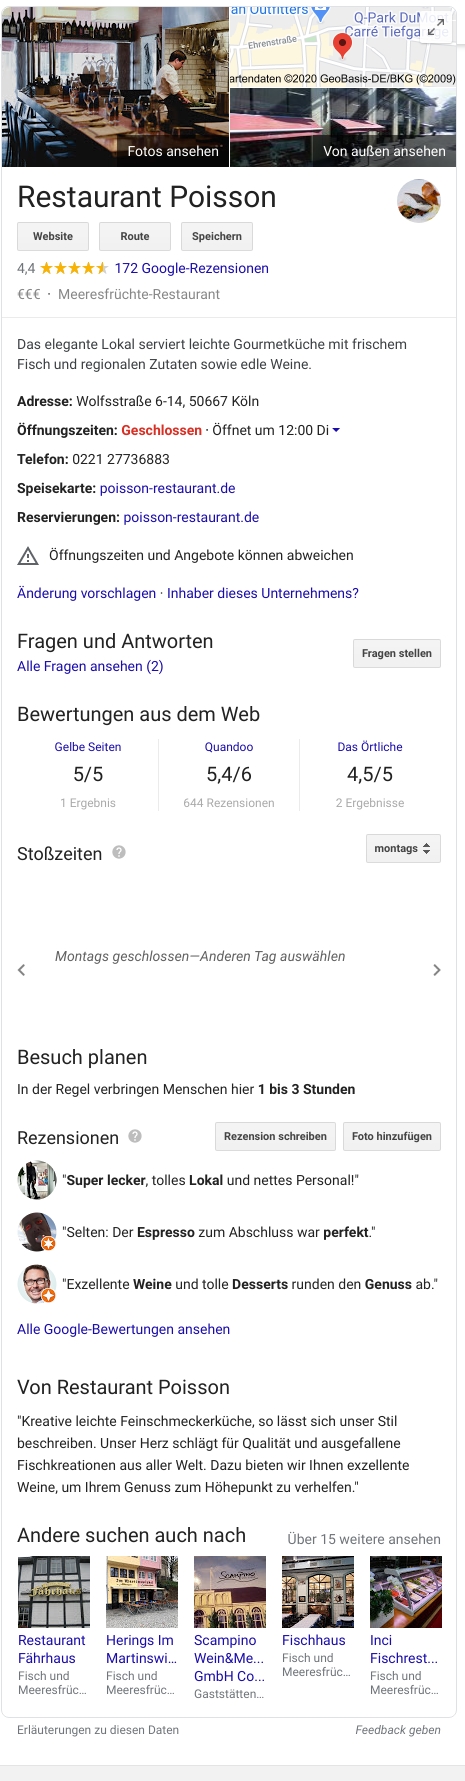 an Outfitters
Q-Park DuMo
Carré Tiefga
Ehrenstraße
artendaten ©2020 GeoBasis-DE/BKG (©2009)
Fotos ansehen
Von außen ansehen
Restaurant Poisson
Website
Route
Speichern
4,4 172 Google-Rezensionen
€€€ · Meeresfrüchte-Restaurant
Das elegante Lokal serviert leichte Gourmetküche mit frischem
Fisch und regionalen Zutaten sowie edle Weine.
Adresse: Wolfsstraße 6-14, 50667 Köln
Öffnungszeiten: Geschlossen · Öffnet um 12:00 Di
Telefon: 0221 27736883
Speisekarte: poisson-restaurant.de
Reservierungen: poisson-restaurant.de
Öffnungszeiten und Angebote können abweichen
Änderung vorschlagen · Inhaber dieses Unternehmens?
Fragen und Antworten
Alle Fragen ansehen (2)
Fragen stellen
Bewertungen aus dem Web
Gelbe Seiten
5/5
1 Ergebnis
Quandoo
5,4/6
644 Rezensionen
Das Örtliche
4,5/5
2 Ergebnisse
Stoßzeiten
montags
Montags geschlossen—Anderen Tag auswählen
Besuch planen
In der Regel verbringen Menschen hier 1 bis 3 Stunden
Rezensionen
Rezension schreiben
Foto hinzufügen
"Super lecker, tolles Lokal und nettes Personal!"
"Selten: Der Espresso zum Abschluss war perfekt."
"Exzellente Weine und tolle Desserts runden den Genuss ab."
Alle Google-Bewertungen ansehen
Von Restaurant Poisson
"Kreative leichte Feinschmeckerküche, so lässt sich unser Stil
beschreiben. Unser Herz schlägt für Qualität und ausgefallene
Fischkreationen aus aller Welt. Dazu bieten wir Ihnen exzellente
Weine, um Ihrem Genuss zum Höhepunkt zu verhelfen."
Andere suchen auch nach
Über 15 weitere ansehen
Fährhaus
Scampino
Restaurant
Fährhaus
Fisch und
Meeresfrüc...
Herings Im
Martinswi...
Fisch und
Meeresfrüc...
Scampino
Wein&Me...
GmbH Co...
Gaststätten...
Fischhaus
Fisch und
Meeresfrüc...
Inci
Fischrest...
Fisch und
Meeresfrüc...
Erläuterungen zu diesen Daten
Feedback geben